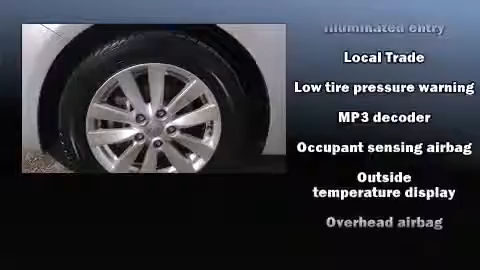 Illuminated entry
Local Trade
Low tire pressure warning
MP3 decoder
Occupant sensing airbag
Outside
temperature display
Overhead airbag